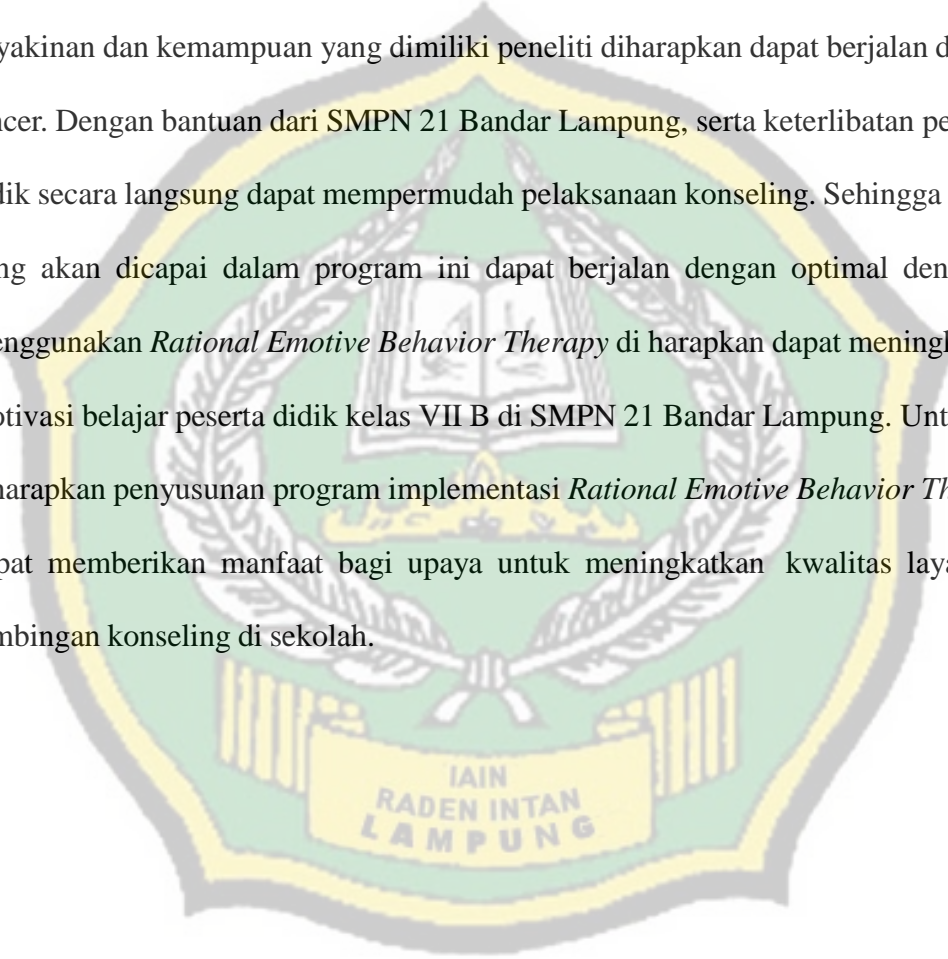 yakinan dan kemampuan yang dimiliki peneliti diharapkan dapat berjalan d
ncer. Dengan bantuan dari SMPN 21 Bandar Lampung, serta keterlibatan pe
dik secara langsung dapat mempermudah pelaksanaan konseling. Sehingga
ng akan dicapai dalam program ini dapat berjalan dengan optimal den
enggunakan Rational Emotive Behavior Therapy di harapkan dapat mening
otivasi belajar peserta didik kelas VII B di SMPN 21 Bandar Lampung. Unt
harapkan penyusunan program implementasi Rational Emotive Behavior Th
pat memberikan manfaat bagi upaya untuk meningkatkan kwalitas laya
mbingan konseling di sekolah.
IAIN
RADEN INTAN
LAMPUNG